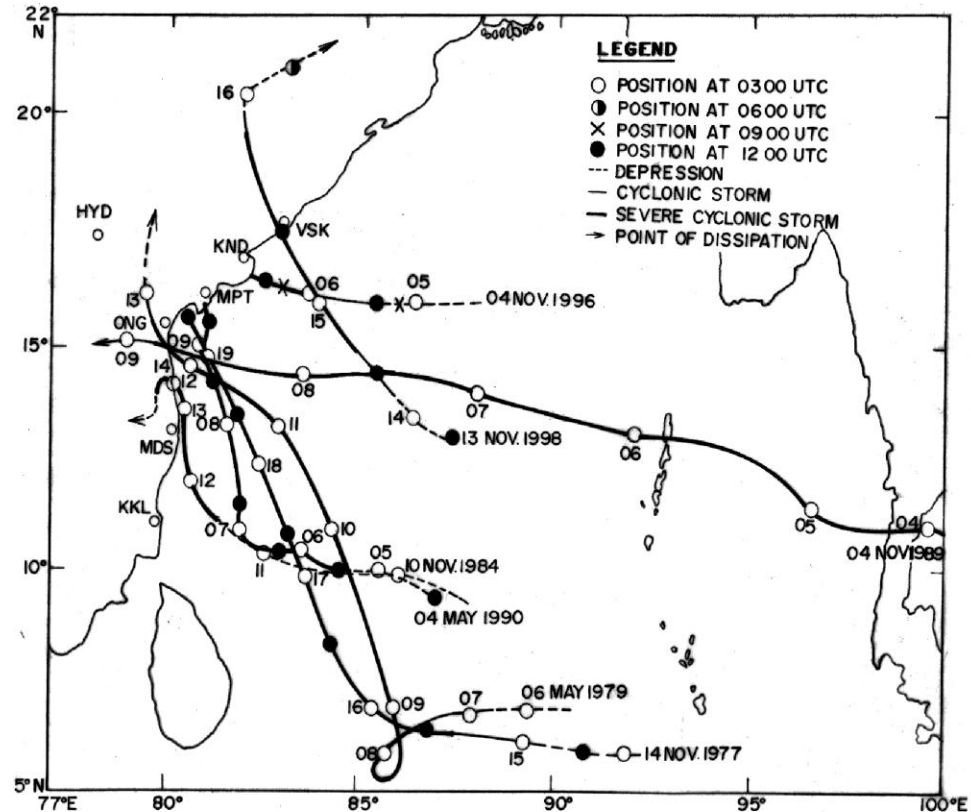 22°
N
LEGEND
POSITION AT 0300 UTC
POSITION AT 0600 UTC
POSITION AT 0900 UTC
POSITION AT 1200 UTC
DEPRESSION
CYCLONIC STORM
SEVERE CYCLONIC STORM
POINT OF DISSIPATION
16
20°
HYD
VSK
KND
06
05
04 NOV. 1996
13
MPT
15
ONG
15°
09
09
19
14
12
08
07
14
13 NOV. 1998
13
08
11
06
MDS
12
18
KKL
07
06
10
05
04
04 NOV 1989
11
05
10 NOV. 1984
10°
17
04 MAY 1990
16
09
07
06 MAY 1979
08
15
14 NOV. 1977
5°N
77°E
80°
85°
90°
95°
100°E